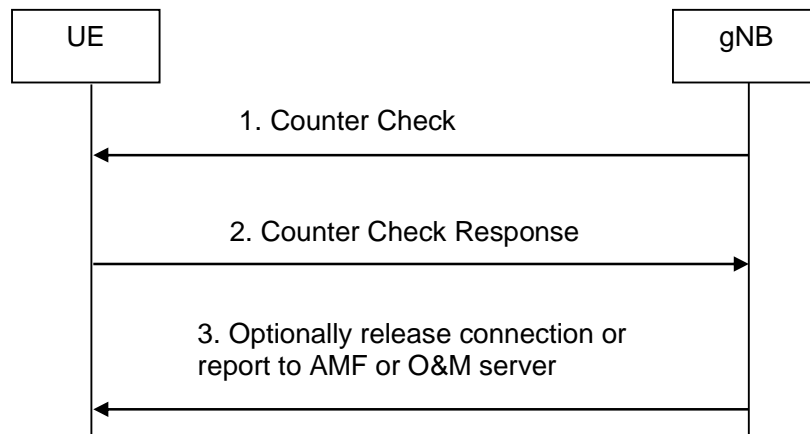 UE
gNB
1. Counter Check
2. Counter Check Response
3. Optionally release connection or
report to AMF or O&M server